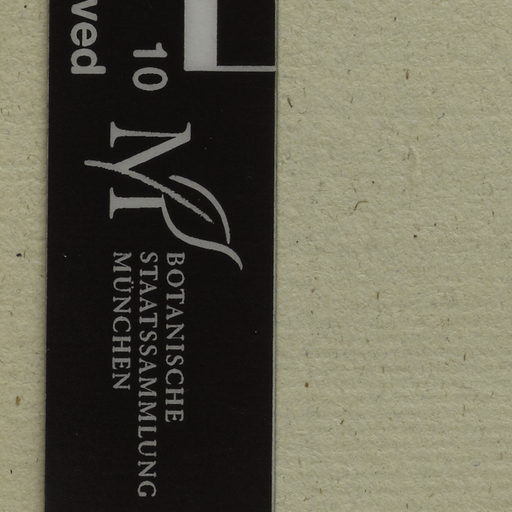 ved
10
BOTANISCHE
STAATSSAMMLUNG
MÜNCHEN